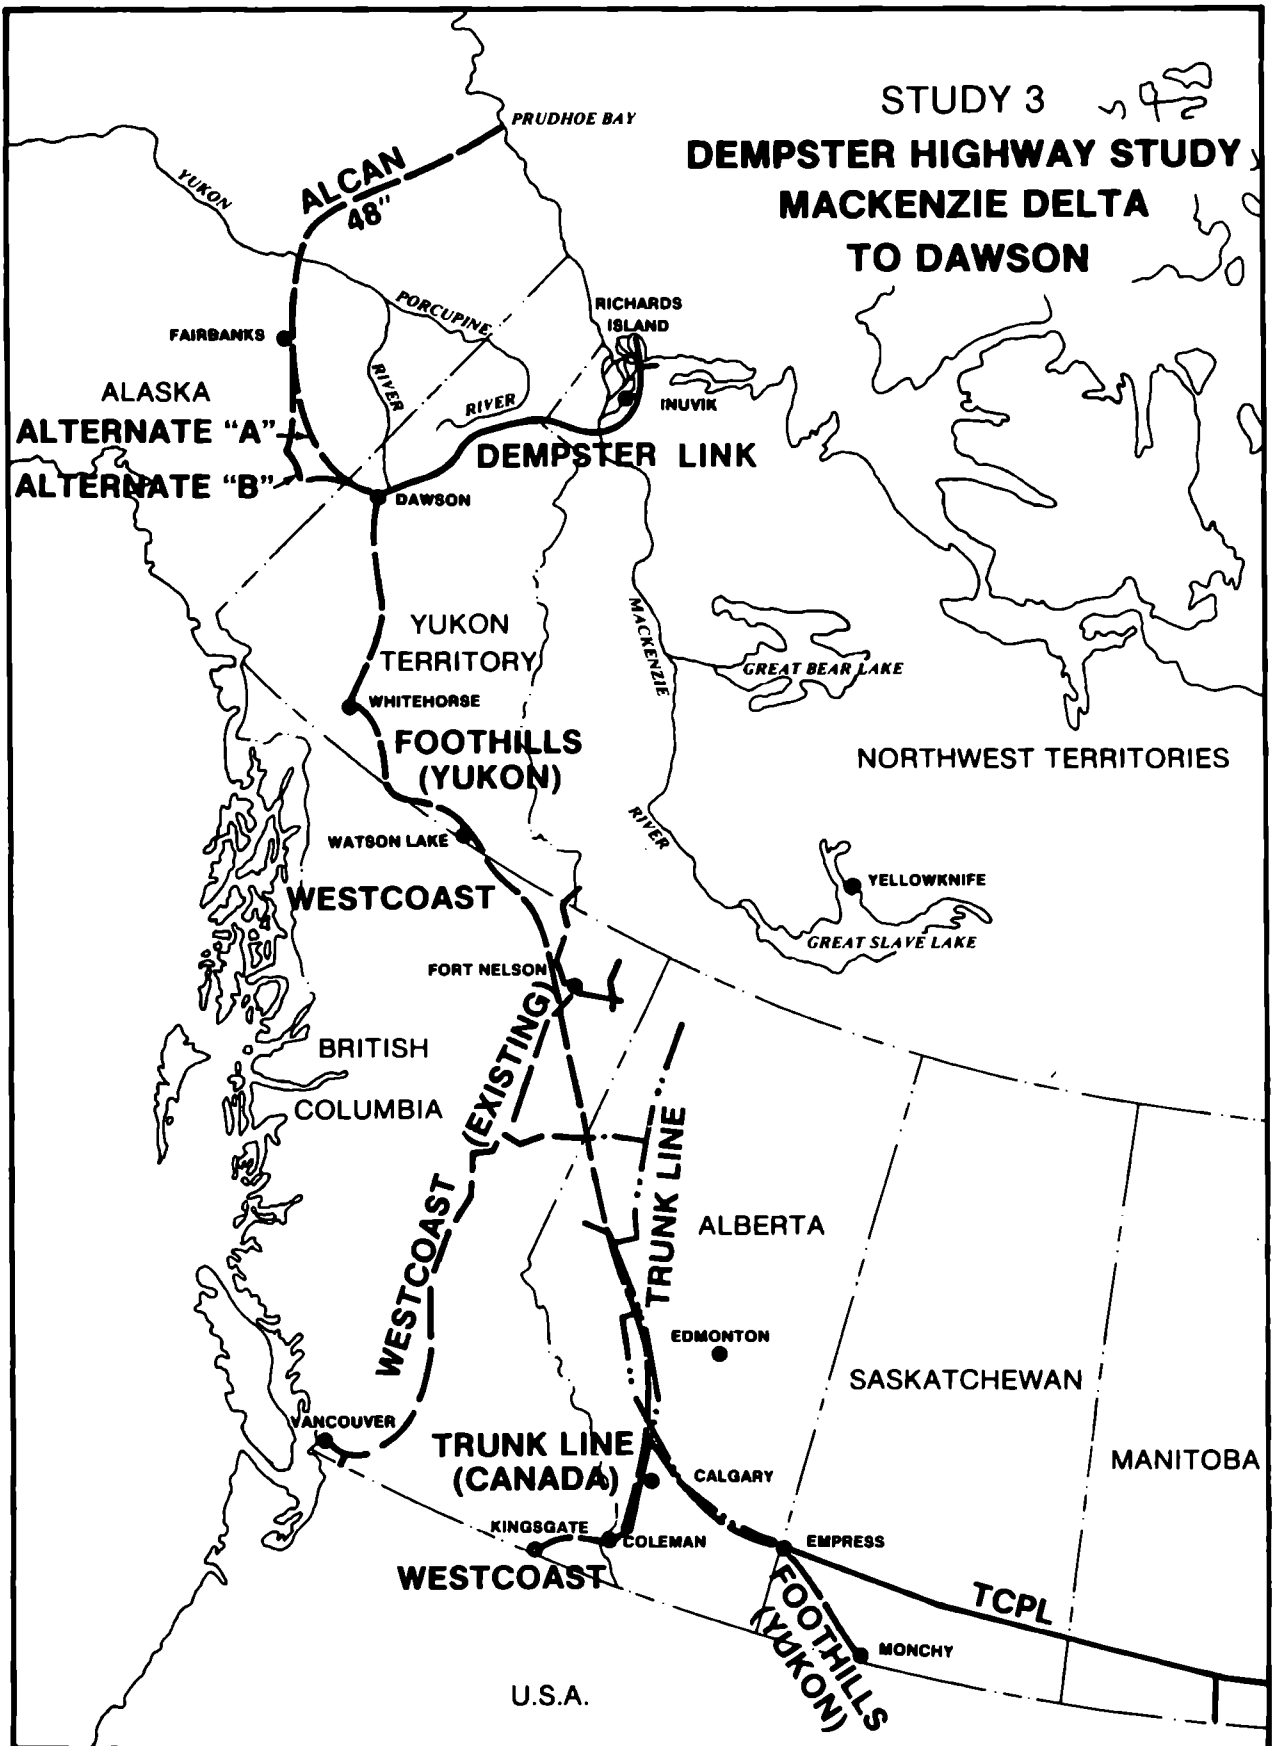 STUDY 3
DEMPSTER HIGHWAY STUDY
MACKENZIE DELTA
TO DAWSON
PRUDHOE BAY
ALCAN
48"
YUKON
PORCUPINE
RICHARDS
ISLAND
FAIRBANKS
RIVER
RIVER
INUVIK
ALASKA
ALTERNATE "A"
DEMPSTER LINK
ALTERNATE "B"
DAWSON
YUKON
TERRITORY
MACKENZIE
GREAT BEAR LAKE
WHITEHORSE
FOOTHILLS
(YUKON)
NORTHWEST TERRITORIES
RIVER
WATSON LAKE
WESTCOAST
YELLOWKNIFE
GREAT SLAVE LAKE
FORT NELSON
BRITISH
COLUMBIA
WESTCOAST (EXISTING)
TRUNK LINE
ALBERTA
EDMONTON
SASKATCHEWAN
MANITOBA
VANCOUVER
TRUNK LINE
(CANADA)
CALGARY
KINGSGATE
COLEMAN
EMPRESS
WESTCOAST
FOOTHILLS
(YUKON)
TCPL
MONCHY
U.S.A.